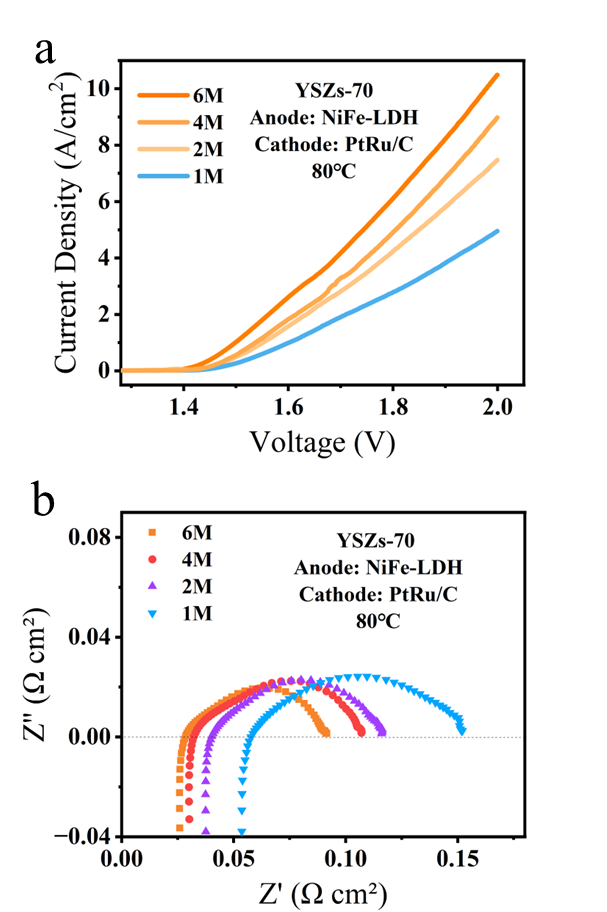 a
Current Density (A/cm²)
10
8
6
4
2
0
6M
4M
2M
1M
YSZs-70
Anode: NiFe-LDH
Cathode: PtRu/C
80℃
1.4 1.6 1.8 2.0
Voltage (V)
b
Z'' (Ω cm²)
0.08
0.04
0.00
−0.04
6M
4M
2M
1M
YSZs-70
Anode: NiFe-LDH
Cathode: PtRu/C
80℃
0.00 0.05 0.10 0.15
Z' (Ω cm²)